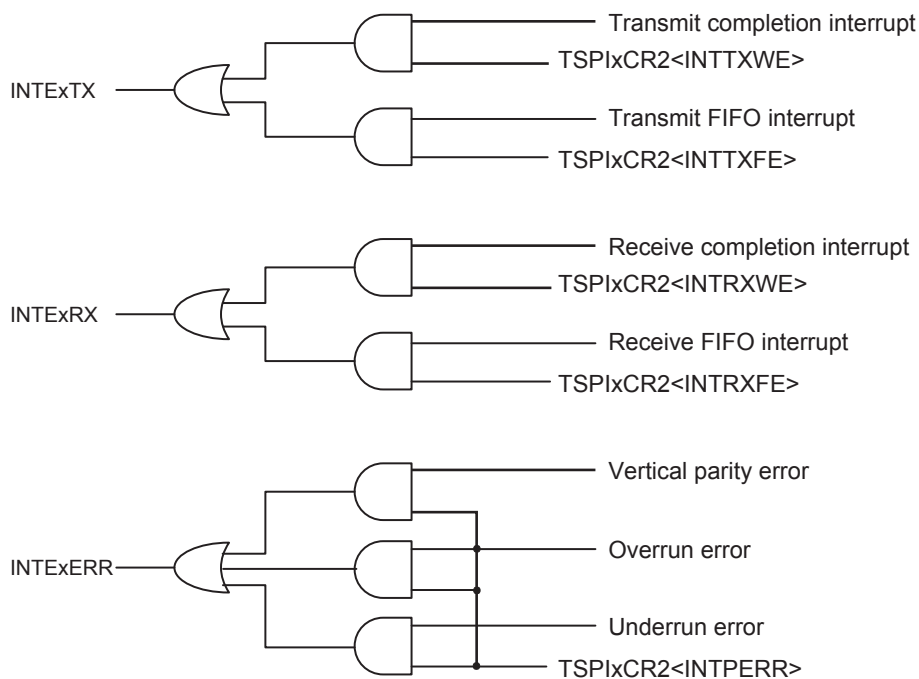 Transmit completion interrupt
TSPIxCR2<INTTXWE>
INTExTX
Transmit FIFO interrupt
TSPIxCR2<INTTXFE>
Receive completion interrupt
TSPIxCR2<INTRXWE>
INTExRX
Receive FIFO interrupt
TSPIxCR2<INTRXFE>
Vertical parity error
Overrun error
INTExERR
Underrun error
TSPIxCR2<INTPERR>